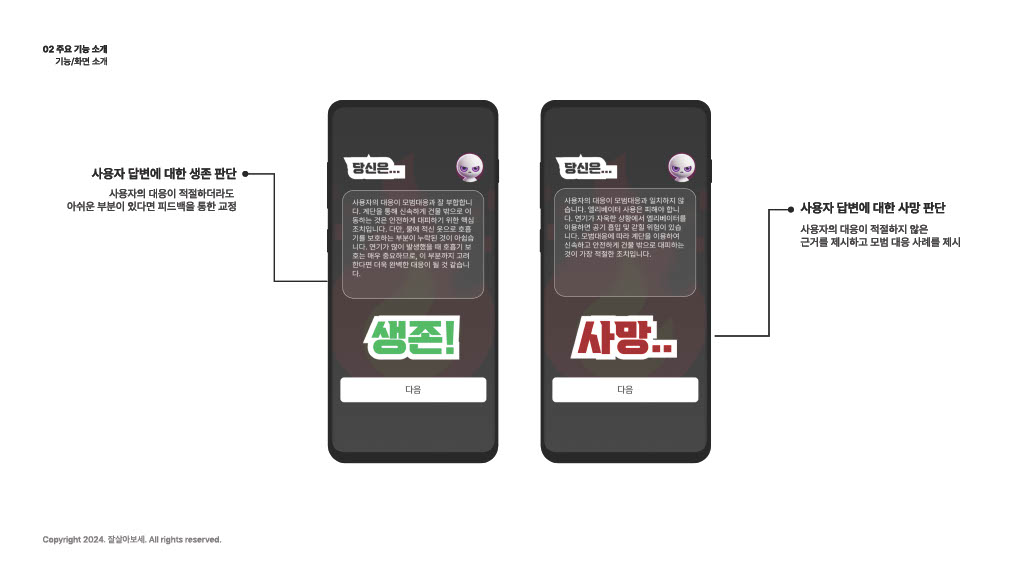 02 주요 기능 소개
기능/화면 소개
사용자 답변에 대한 생존 판단
사용자의 대응이 적절하더라도
아쉬운 부분이 있다면 피드백을 통한 교정
당신은...
사용자의 대응이 모범대응과 잘 부합합니
다. 계단을 통해 신속하게 건물 밖으로 이
동하는 것은 안전하게 대피하기 위한 핵심
조치입니다. 다만, 물에 적신 옷으로 호흡
기를 보호하는 부분이 누락된 것이 아쉽습
니다. 연기가 많이 발생했을 때 호흡기 보
호는 매우 중요하므로, 이 부분까지 고려
한다면 더욱 완벽한 대응이 될 것 같습니
다.
생존!
다음
당신은...
사용자의 대응이 모범대응과 일치하지 않
습니다. 엘리베이터 사용은 피해야 합니
다. 연기가 자욱한 상황에서 엘리베이터를
이용하면 공기 흡입 및 갇힐 위험이 있습
니다. 모범대응에 따라 계단을 이용하여
신속하고 안전하게 건물 밖으로 대피하는
것이 가장 적절한 조치입니다.
사망..
다음
사용자 답변에 대한 사망 판단
사용자의 대응이 적절하지 않은
근거를 제시하고 모범 대응 사례를 제시
Copyright 2024. 잘살아보세. All rights reserved.